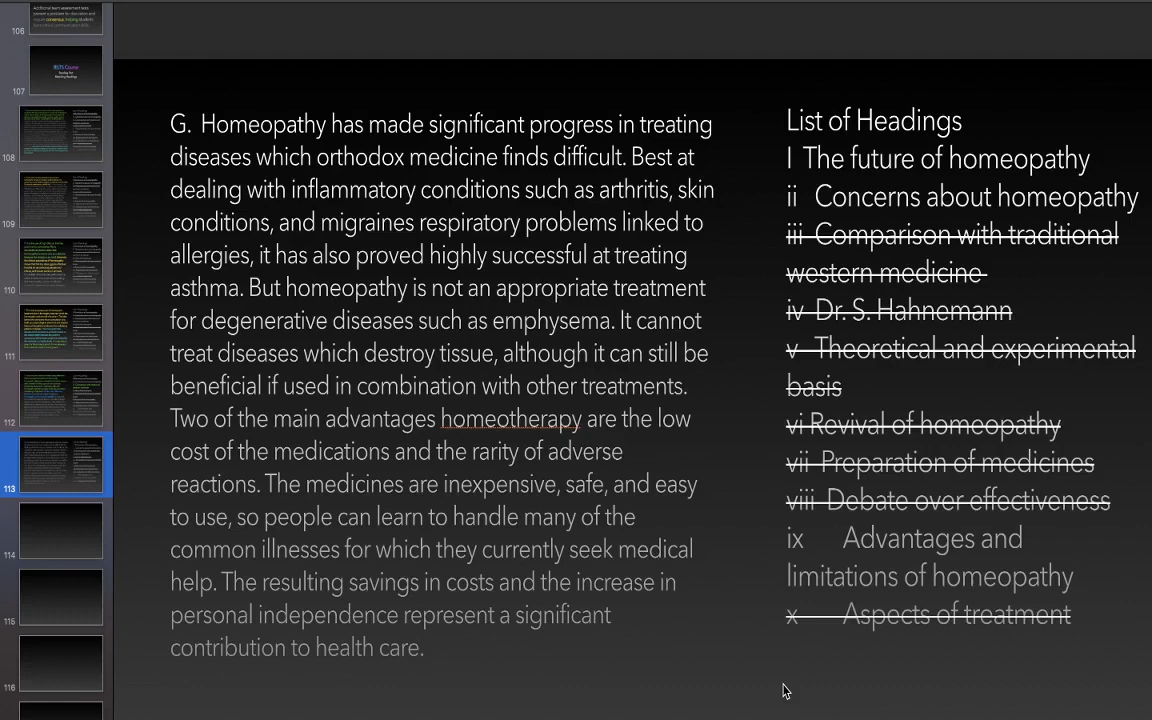 106
107
IELTS Course
108
109
110
111
112
113
114
115
116
G. Homeopathy has made significant progress in treating
diseases which orthodox medicine finds difficult. Best at
dealing with inflammatory conditions such as arthritis, skin
conditions, and migraines respiratory problems linked to
allergies, it has also proved highly successful at treating
asthma. But homeopathy is not an appropriate treatment
for degenerative diseases such as emphysema. It cannot
treat diseases which destroy tissue, although it can still be
beneficial if used in combination with other treatments.
Two of the main advantages homeotherapy are the low
cost of the medications and the rarity of adverse
reactions. The medicines are inexpensive, safe, and easy
to use, so people can learn to handle many of the
common illnesses for which they currently seek medical
help. The resulting savings in costs and the increase in
personal independence represent a significant
contribution to health care.
List of Headings
I The future of homeopathy
ii Concerns about homeopathy
iii Comparison with traditional
western medicine
iv Dr. S. Hahnemann
v Theoretical and experimental
basis
vi Revival of homeopathy
vii Preparation of medicines
viii Debate over effectiveness
ix Advantages and
limitations of homeopathy
x Aspects of treatment